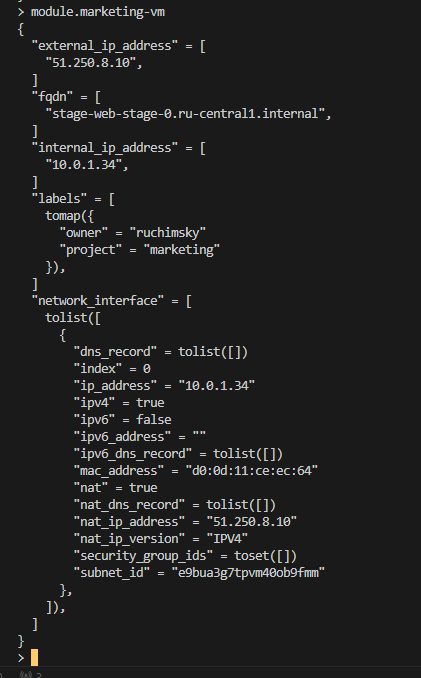 > module.marketing-vm
{
  "external_ip_address" = [
    "51.250.8.10",
  ]
  "fqdn" = [
    "stage-web-stage-0.ru-central1.internal",
  ]
  "internal_ip_address" = [
    "10.0.1.34",
  ]
  "labels" = [
    tomap({
      "owner" = "ruchimsky"
      "project" = "marketing"
    }),
  ]
  "network_interface" = [
    tolist([
      {
        "dns_record" = tolist([])
        "index" = 0
        "ip_address" = "10.0.1.34"
        "ipv4" = true
        "ipv6" = false
        "ipv6_address" = ""
        "ipv6_dns_record" = tolist([])
        "mac_address" = "d0:0d:11:ce:ec:64"
        "nat" = true
        "nat_dns_record" = tolist([])
        "nat_ip_address" = "51.250.8.10"
        "nat_ip_version" = "IPV4"
        "security_group_ids" = toset([])
        "subnet_id" = "e9bua3g7tpvm40ob9fmm"
      },
    ]),
  ]
}
>